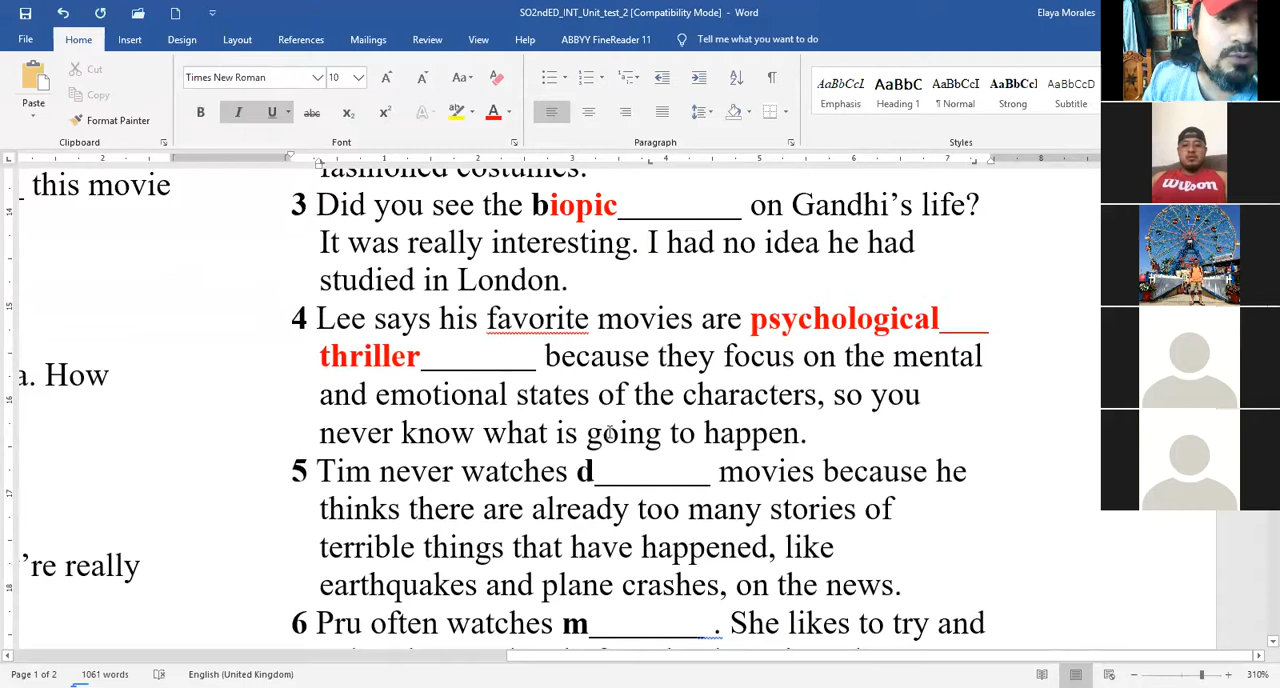 SO2ndED_INT_Unit_test_2 [Compatibility Mode] - Word
Elaya Morales
File Home Insert Design Layout References Mailings Review View Help ABBYY FineReader 11 Tell me what you want to do
Paste
Cut
Copy
Format Painter
Times New Roman 10
AaBbCcI AaBbC AaBbCcI AaBbCcI AaBbCcI
Emphasis Heading 1 ¶ Normal Strong Subtitle
Clipboard Font Paragraph Styles
fashioned costumes.
_ this movie
3 Did you see the biopic________ on Gandhi's life?
It was really interesting. I had no idea he had
studied in London.
4 Lee says his favorite movies are psychological___
a. How
thriller_______ because they focus on the mental
and emotional states of the characters, so you
never know what is going to happen.
5 Tim never watches d_______ movies because he
thinks there are already too many stories of
terrible things that have happened, like
're really
earthquakes and plane crashes, on the news.
6 Pru often watches m________. She likes to try and
Wilson
Page 1 of 2 1061 words English (United Kingdom) 310%